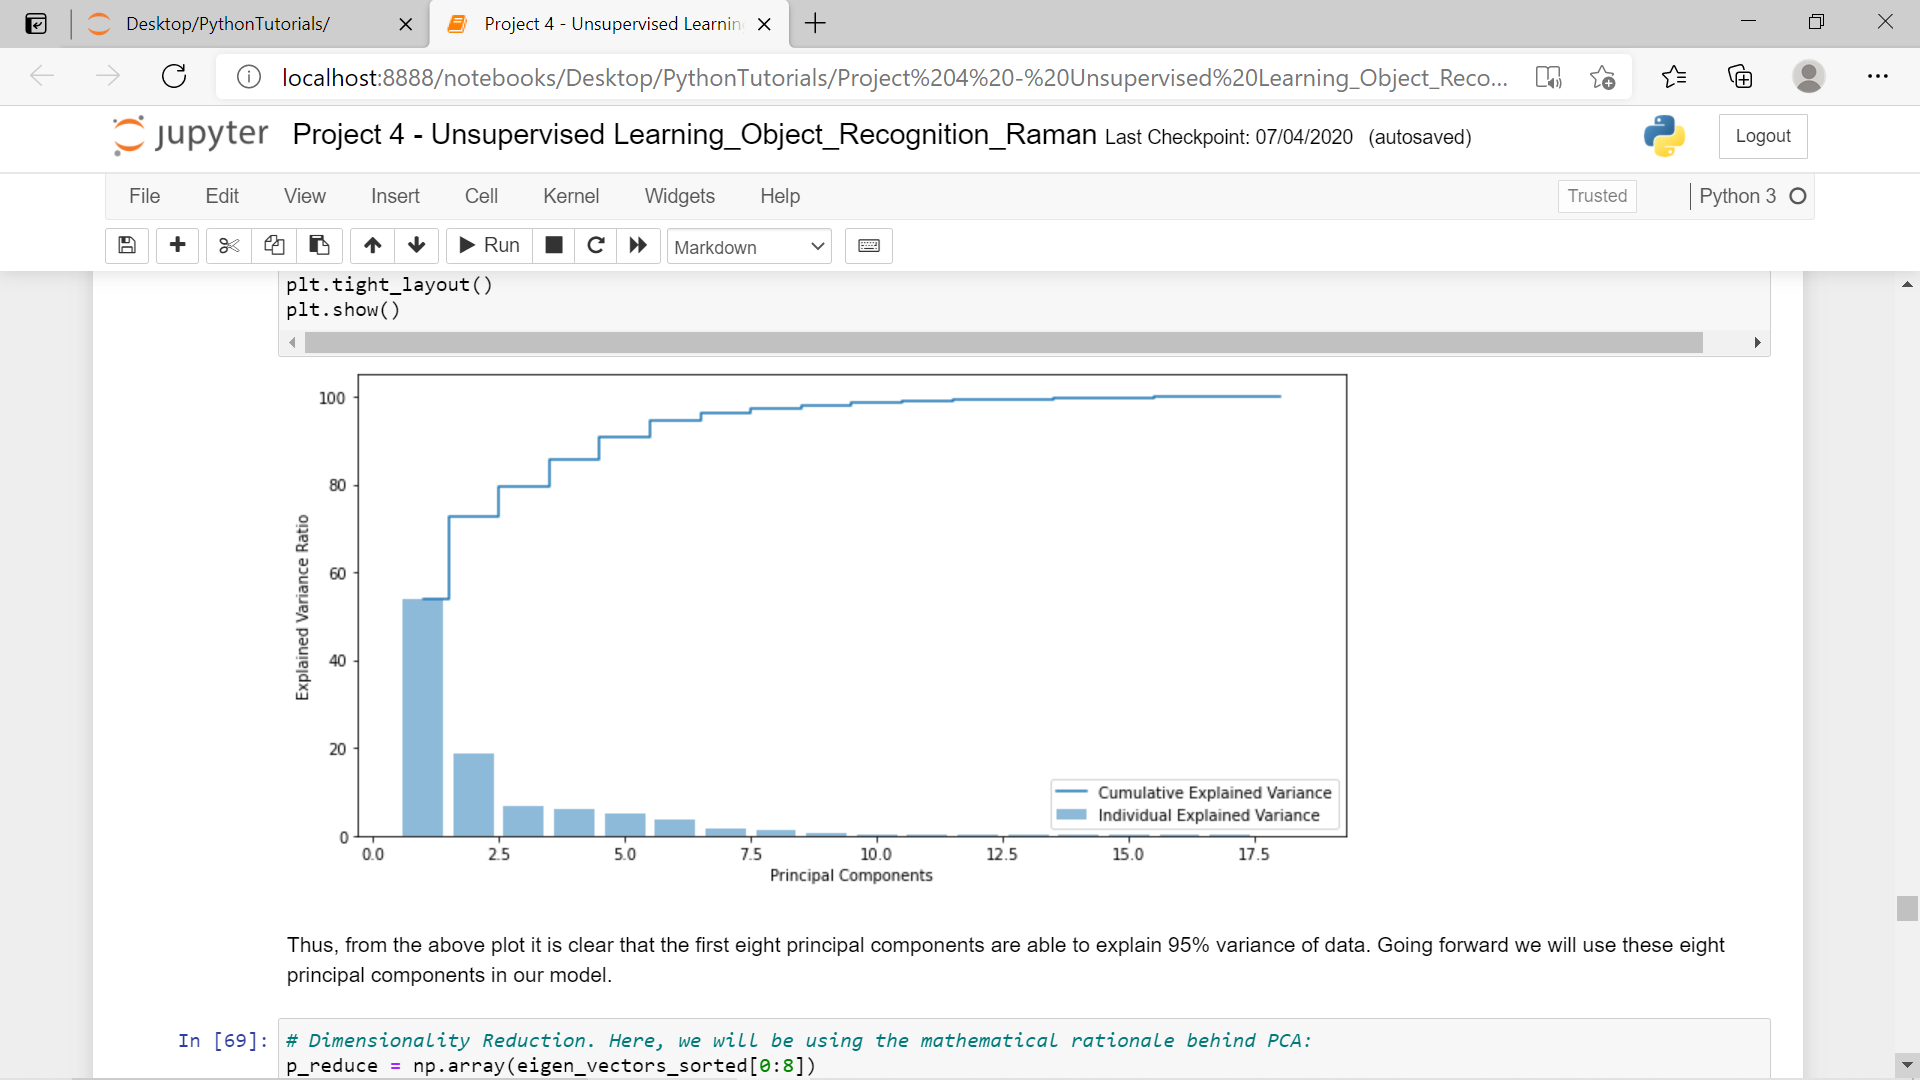 Desktop/PythonTutorials/
Project 4 - Unsupervised Learnin
localhost:8888/notebooks/Desktop/PythonTutorials/Project%204%20-%20Unsupervised%20Learning_Object_Reco...
jupyter Project 4 - Unsupervised Learning_Object_Recognition_Raman Last Checkpoint: 07/04/2020 (autosaved)
Logout
File Edit View Insert Cell Kernel Widgets Help
Trusted
Python 3
Run
Markdown
plt.tight_layout()
plt.show()
100
80
60
40
20
0
Explained Variance Ratio
Cumulative Explained Variance
Individual Explained Variance
0.0 2.5 5.0 7.5 10.0 12.5 15.0 17.5
Principal Components
Thus, from the above plot it is clear that the first eight principal components are able to explain 95% variance of data. Going forward we will use these eight
principal components in our model.
In [69]:
# Dimensionality Reduction. Here, we will be using the mathematical rationale behind PCA:
p_reduce = np.array(eigen_vectors_sorted[0:8])